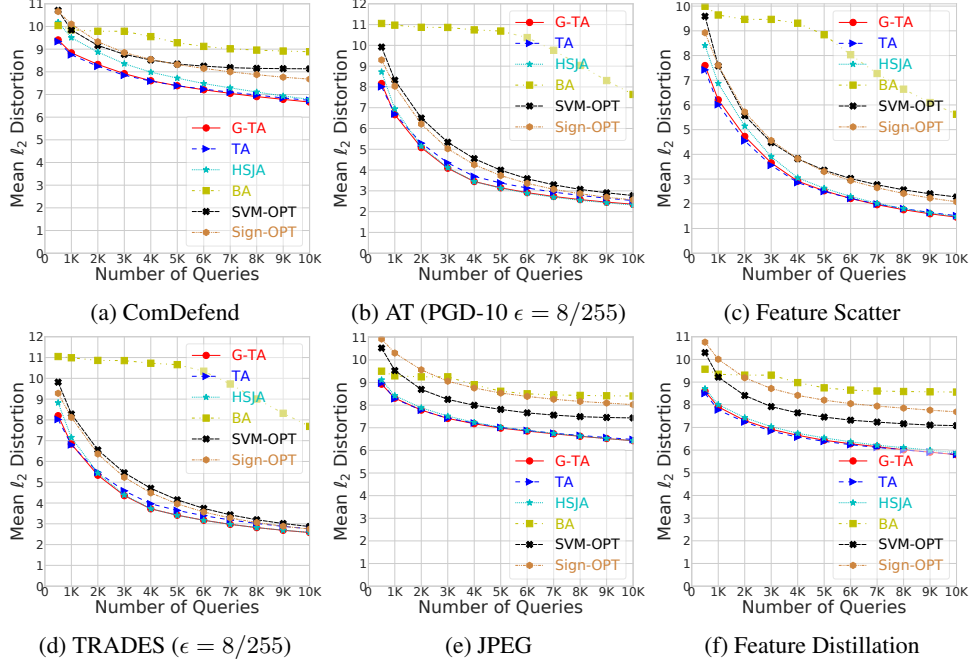 11
10
9
8
7
6
5
4
3
2
1
0
Mean ℓ2 Distortion
G-TA
TA
HSJA
BA
SVM-OPT
Sign-OPT
0 1K 2K 3K 4K 5K 6K 7K 8K 9K 10K
Number of Queries
(a) ComDefend
12
11
10
9
8
7
6
5
4
3
2
1
0
Mean ℓ2 Distortion
G-TA
TA
HSJA
BA
SVM-OPT
Sign-OPT
0 1K 2K 3K 4K 5K 6K 7K 8K 9K 10K
Number of Queries
(b) AT (PGD-10 ϵ = 8/255)
10
9
8
7
6
5
4
3
2
1
0
Mean ℓ2 Distortion
G-TA
TA
HSJA
BA
SVM-OPT
Sign-OPT
0 1K 2K 3K 4K 5K 6K 7K 8K 9K 10K
Number of Queries
(c) Feature Scatter
12
11
10
9
8
7
6
5
4
3
2
1
0
Mean ℓ2 Distortion
G-TA
TA
HSJA
BA
SVM-OPT
Sign-OPT
0 1K 2K 3K 4K 5K 6K 7K 8K 9K 10K
Number of Queries
(d) TRADES (ϵ = 8/255)
11
10
9
8
7
6
5
4
3
2
1
0
Mean ℓ2 Distortion
G-TA
TA
HSJA
BA
SVM-OPT
Sign-OPT
0 1K 2K 3K 4K 5K 6K 7K 8K 9K 10K
Number of Queries
(e) JPEG
11
10
9
8
7
6
5
4
3
2
1
0
Mean ℓ2 Distortion
G-TA
TA
HSJA
BA
SVM-OPT
Sign-OPT
0 1K 2K 3K 4K 5K 6K 7K 8K 9K 10K
Number of Queries
(f) Feature Distillation